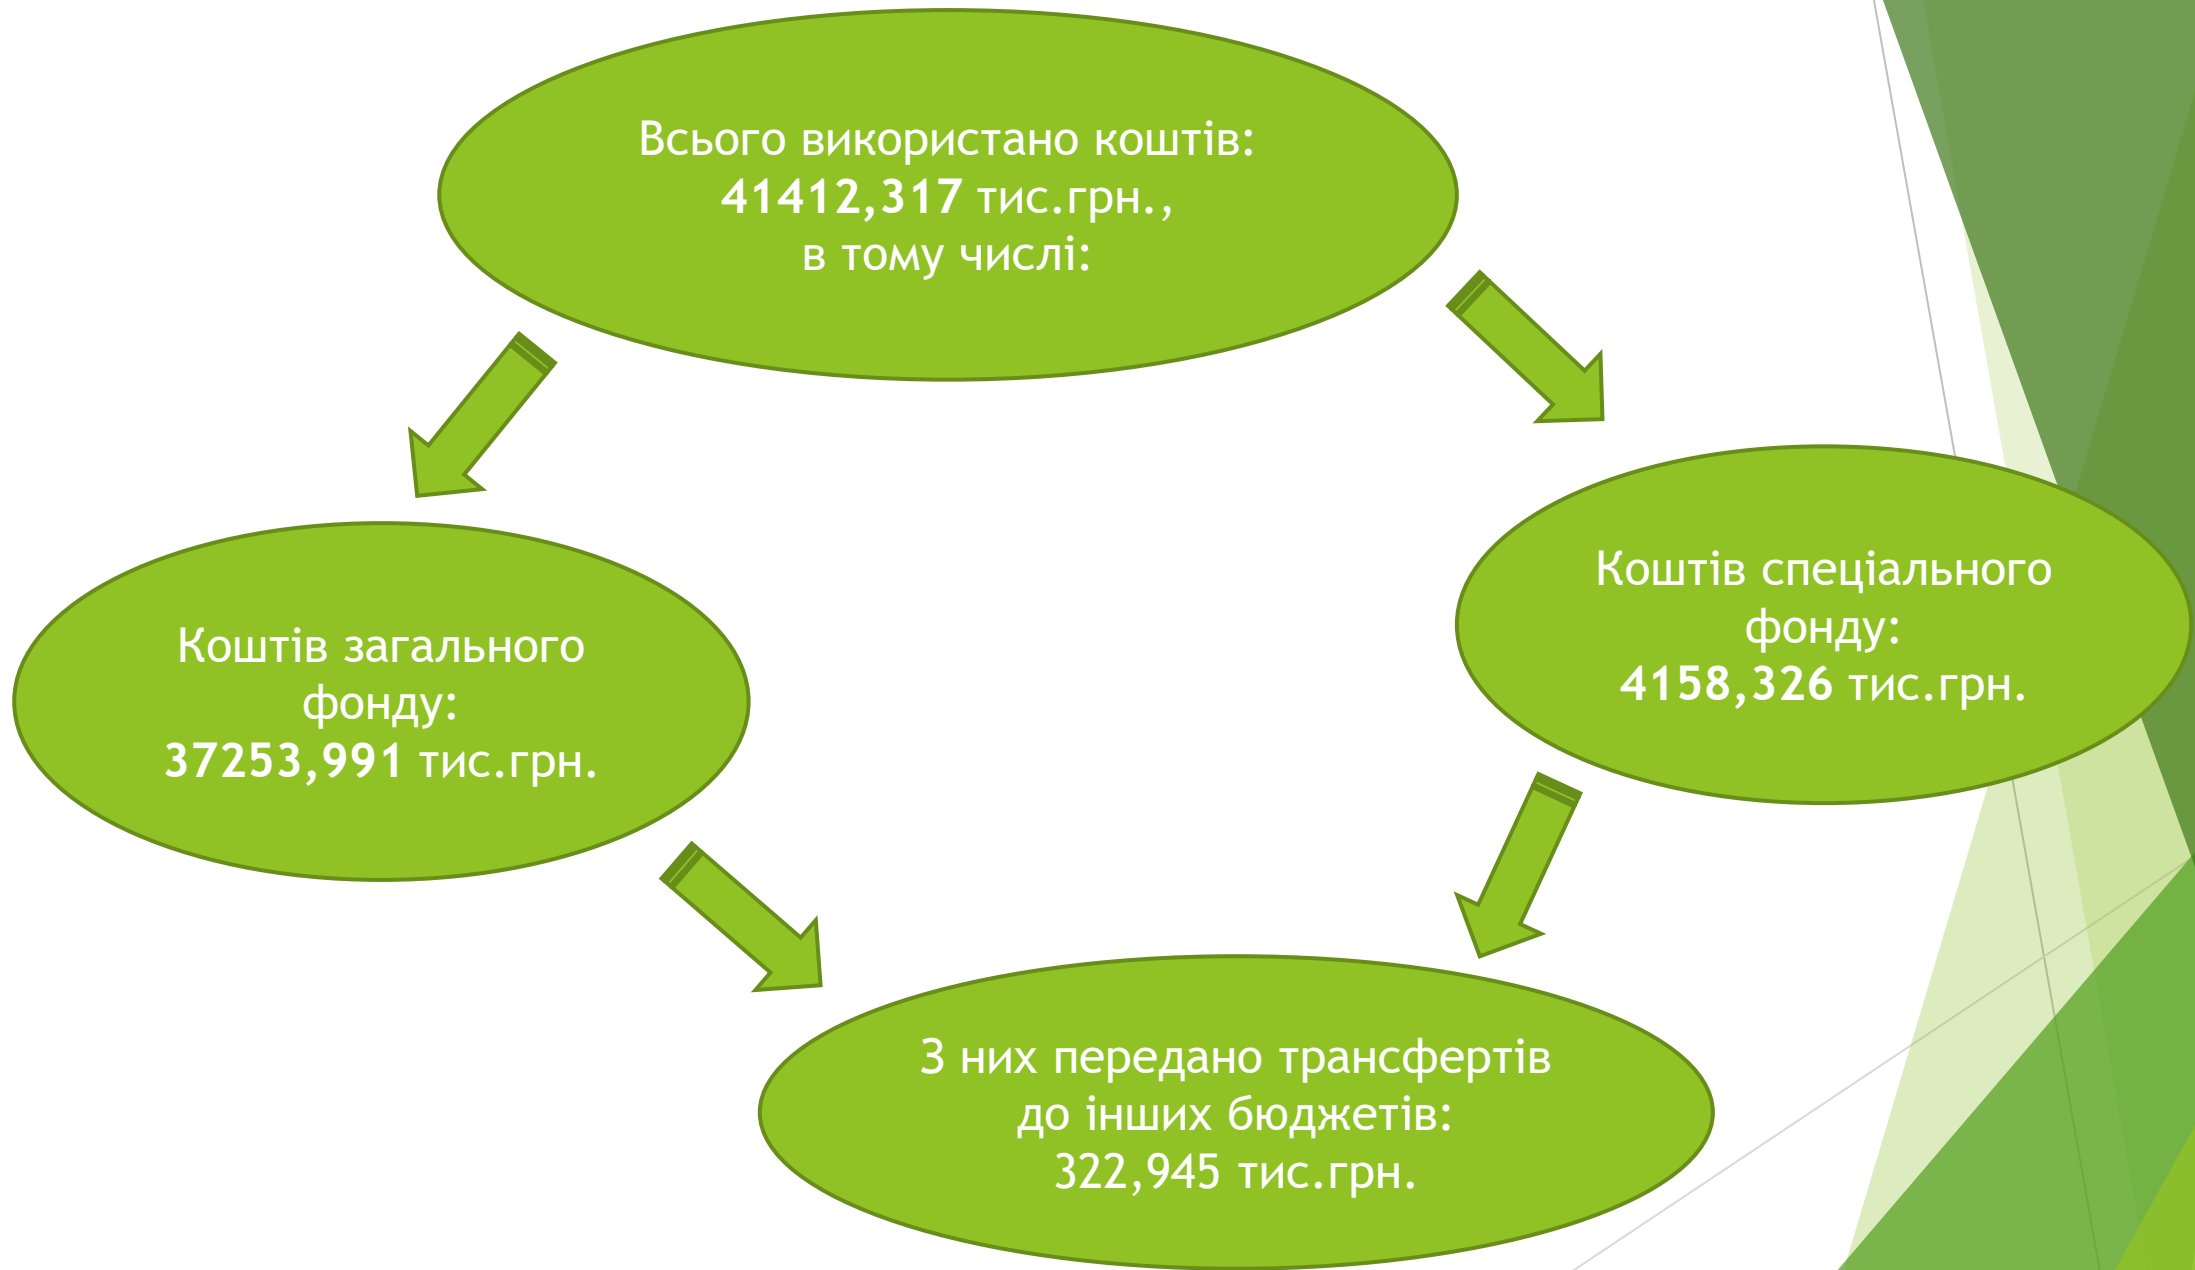 Всього використано коштів:
41412,317 тис.грн.,
в тому числі:
Коштів загального
фонду:
37253,991 тис.грн.
Коштів спеціального
фонду:
4158,326 тис.грн.
З них передано трансфертів
до інших бюджетів:
322,945 тис.грн.